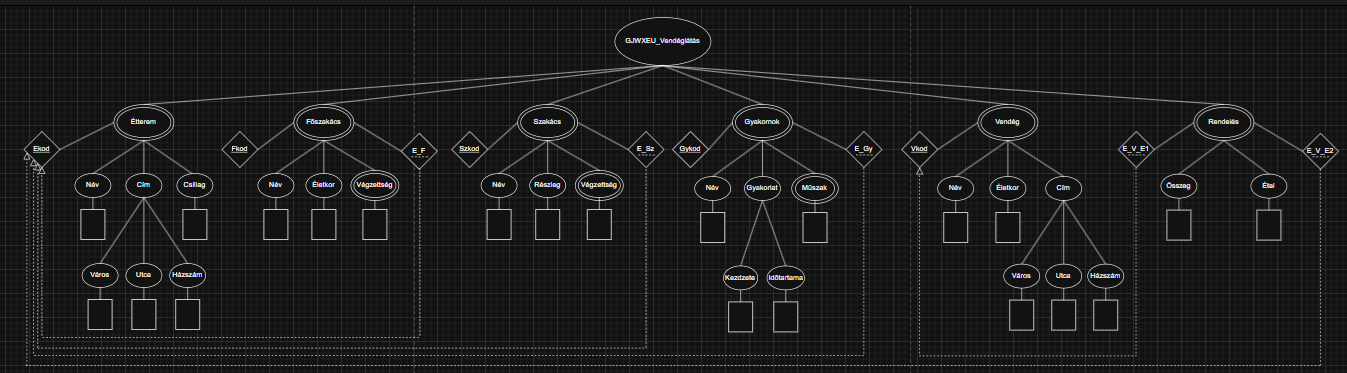 GJWXEU_Vendéglátás
Étterem
Főszakács
Szakács
Gyakornok
Vendég
Rendelés
Ekod
Fkod
E_F
Szkod
E_Sz
Gykod
E_Gy
Vkod
E_V_E1
E_V_E2
Név
Cím
Csillag
Név
Életkor
Végzettség
Név
Részleg
Végzettség
Név
Gyakorlat
Műszak
Név
Életkor
Cím
Összeg
Étel
Város
Utca
Házszám
Kezdzete
Időtartama
Város
Utca
Házszám